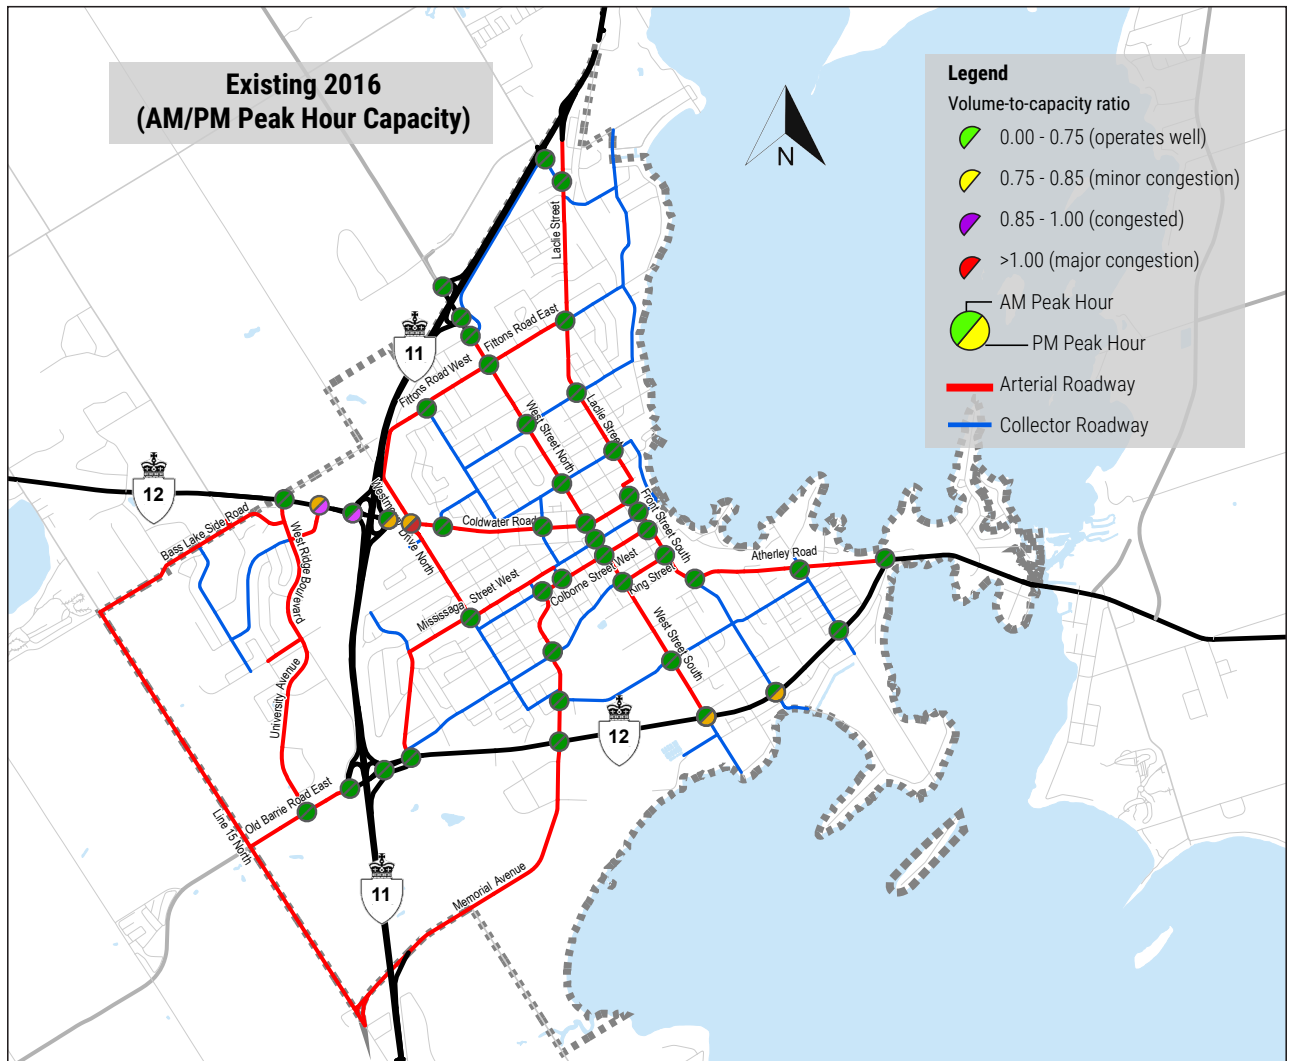 Existing 2016
(AM/PM Peak Hour Capacity)
Legend
Volume-to-capacity ratio
0.00 - 0.75 (operates well)
0.75 - 0.85 (minor congestion)
0.85 - 1.00 (congested)
>1.00 (major congestion)
AM Peak Hour
PM Peak Hour
Arterial Roadway
Collector Roadway
N
Laclie Street
11
Fittons Road East
Fittons Road West
Laclie Street
West Street North
12
Bass Lake Side Road
West Ridge Boulevard
Westmount Drive North
Coldwater Road
Front Street South
Atherley Road
Mississaga Street West
Colborne Street West
King Street
West Street South
University Avenue
12
Old Barrie Road East
Line 15 North
11
Memorial Avenue